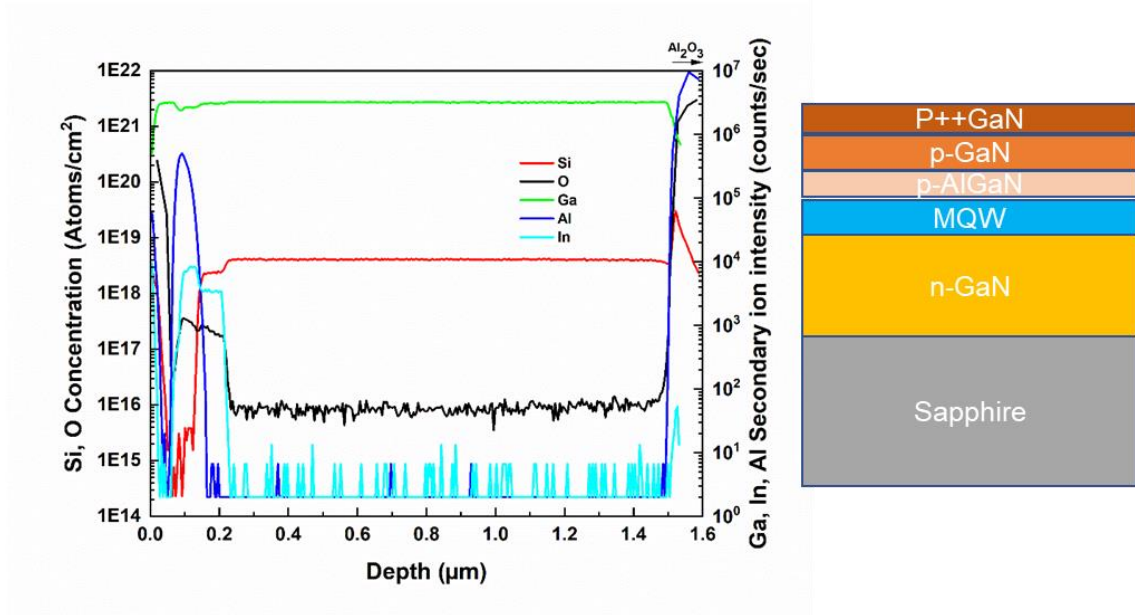 Al₂O₃
1E22
1E21
1E20
1E19
1E18
1E17
1E16
1E15
1E14
Si, O Concentration (Atoms/cm²)
Si
O
Ga
Al
In
10⁷
10⁶
10⁵
10⁴
10³
10²
10¹
10⁰
Ga, In, Al Secondary ion intensity (counts/sec)
0.0 0.2 0.4 0.6 0.8 1.0 1.2 1.4 1.6
Depth (µm)
P++GaN
p-GaN
p-AlGaN
MQW
n-GaN
Sapphire